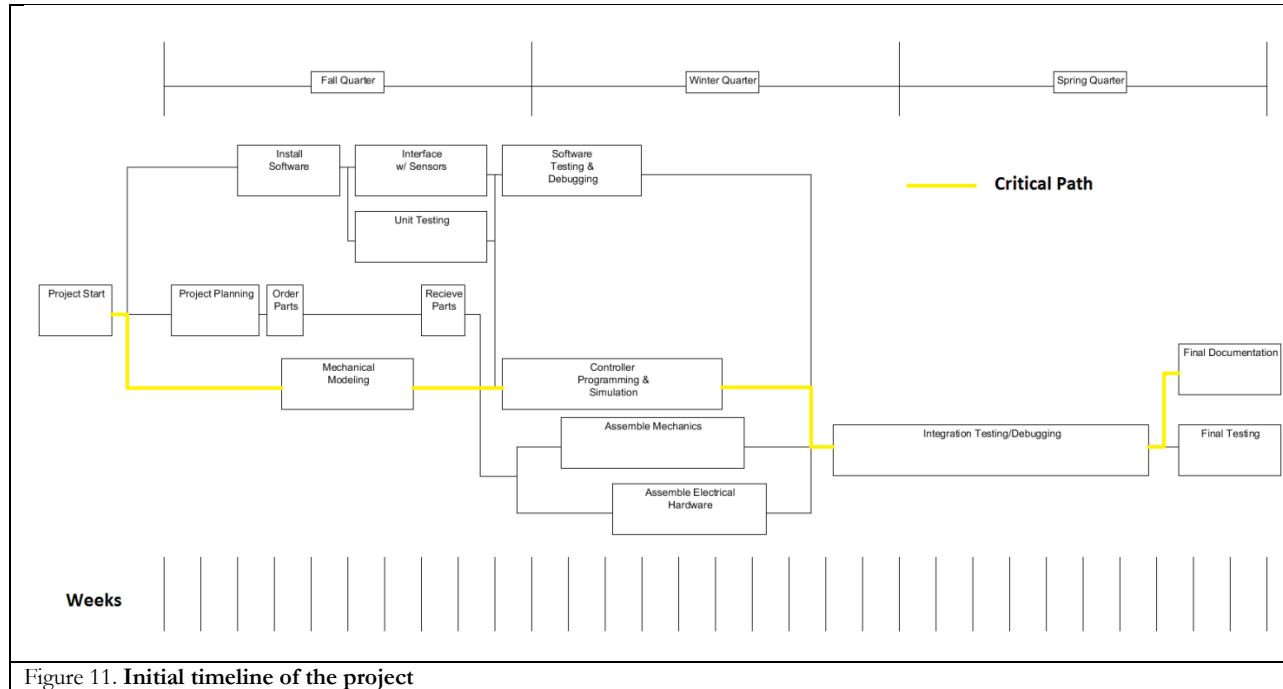 Fall Quarter
Winter Quarter
Spring Quarter
Install
Software
Interface
w/ Sensors
Software
Testing &
Debugging
Critical Path
Unit Testing
Project Start
Project Planning
Order
Parts
Recieve
Parts
Mechanical
Modeling
Controller
Programming &
Simulation
Final Documentation
Assemble Mechanics
Integration Testing/Debugging
Final Testing
Assemble Electrical
Hardware
Weeks
Figure 11. Initial timeline of the project